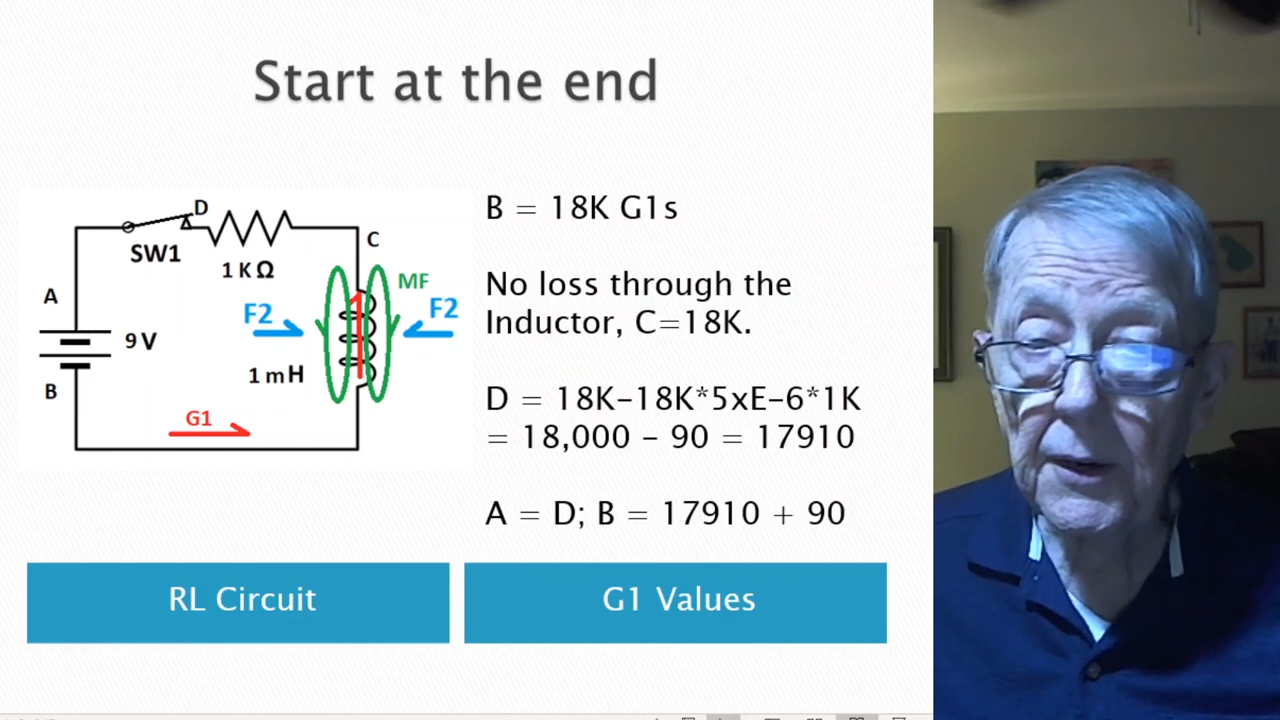 Start at the end
D
SW1
1 K Ω
C
A
9 V
B
F2
MF
F2
1 mH
G1
B = 18K G1s
No loss through the
Inductor, C=18K.
D = 18K-18K*5xE-6*1K
= 18,000 - 90 = 17910
A = D; B = 17910 + 90
RL Circuit
G1 Values